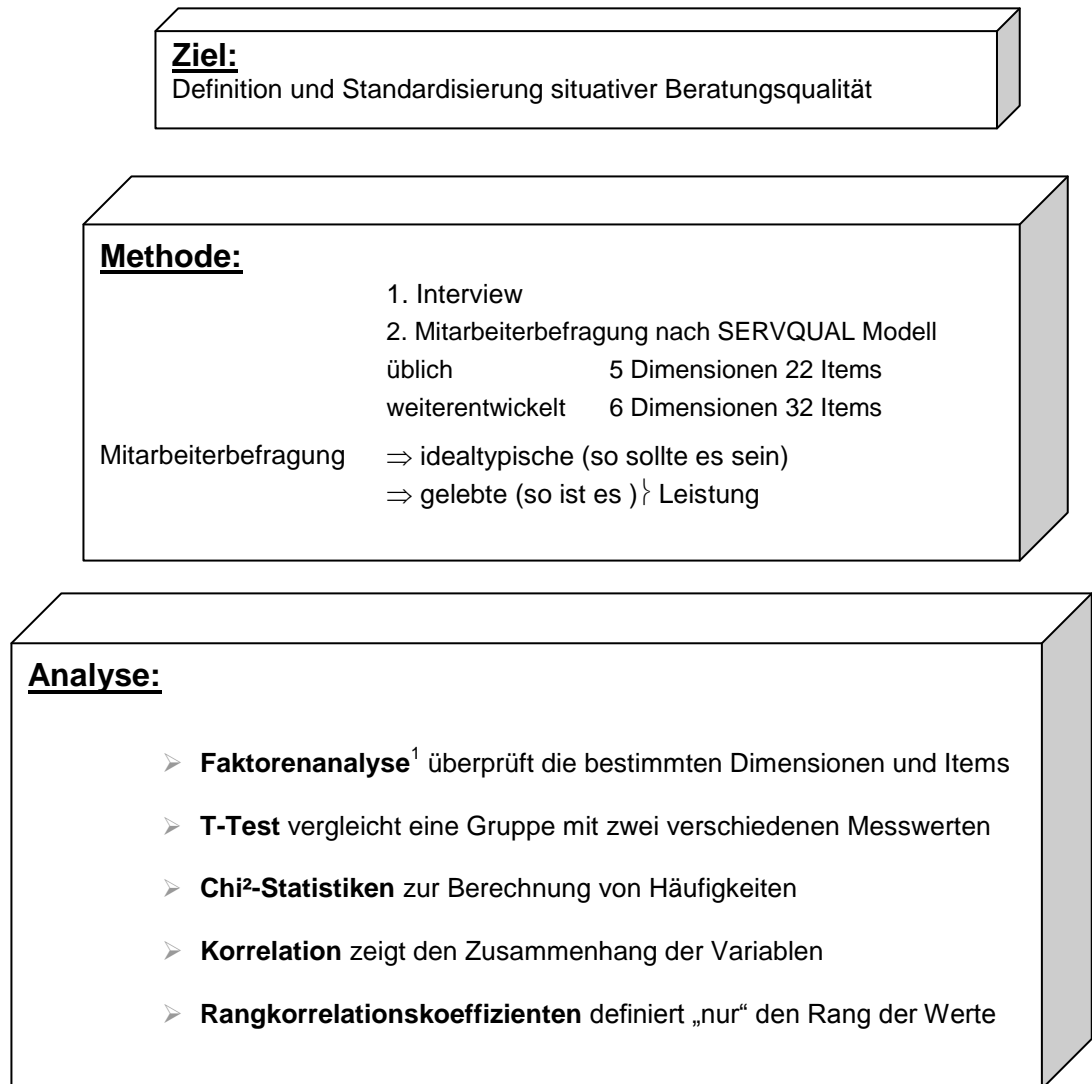 Ziel:
Definition und Standardisierung situativer Beratungsqualität
Methode:
1. Interview
2. Mitarbeiterbefragung nach SERVQUAL Modell
üblich 5 Dimensionen 22 Items
weiterentwickelt 6 Dimensionen 32 Items
Mitarbeiterbefragung ⇒ idealtypische (so sollte es sein)
⇒ gelebte (so ist es )} Leistung
Analyse:
➢ Faktorenanalyse¹ überprüft die bestimmten Dimensionen und Items
➢ T-Test vergleicht eine Gruppe mit zwei verschiedenen Messwerten
➢ Chi²-Statistiken zur Berechnung von Häufigkeiten
➢ Korrelation zeigt den Zusammenhang der Variablen
➢ Rangkorrelationskoeffizienten definiert „nur“ den Rang der Werte